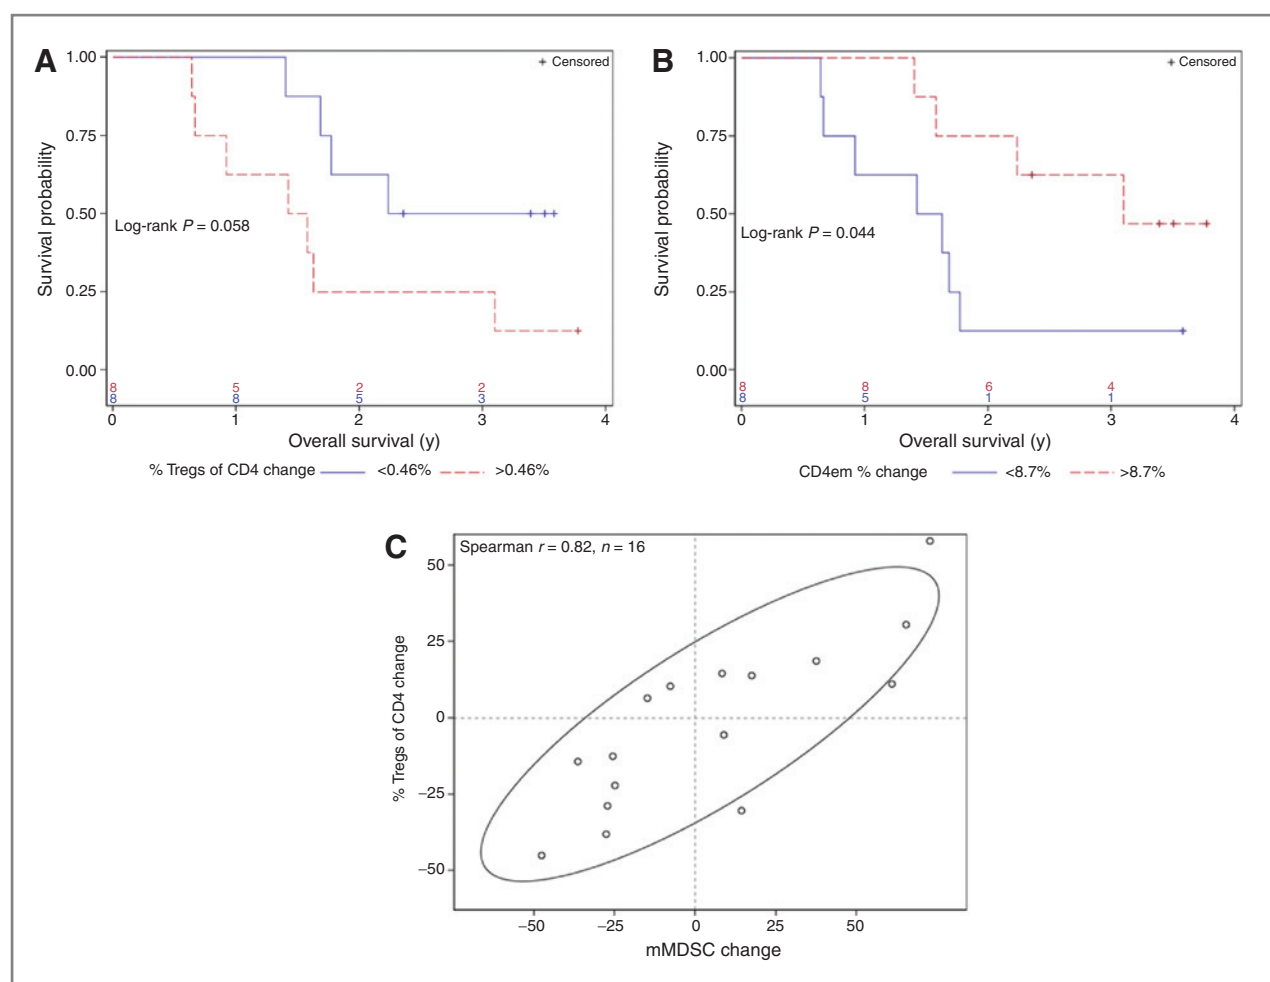 A
B
1.00
0.75
0.50
0.25
0.00
Survival probability
+ Censored
Log-rank P = 0.058
8 5 2 2
8 8 5 3
0 1 2 3 4
Overall survival (y)
% Tregs of CD4 change <0.46% >0.46%
1.00
0.75
0.50
0.25
0.00
Survival probability
+ Censored
Log-rank P = 0.044
8 8 6 4
8 5 1 1
0 1 2 3 4
Overall survival (y)
CD4em % change <8.7% >8.7%
C
Spearman r = 0.82, n = 16
50
25
0
−25
−50
% Tregs of CD4 change
−50 −25 0 25 50
mMDSC change